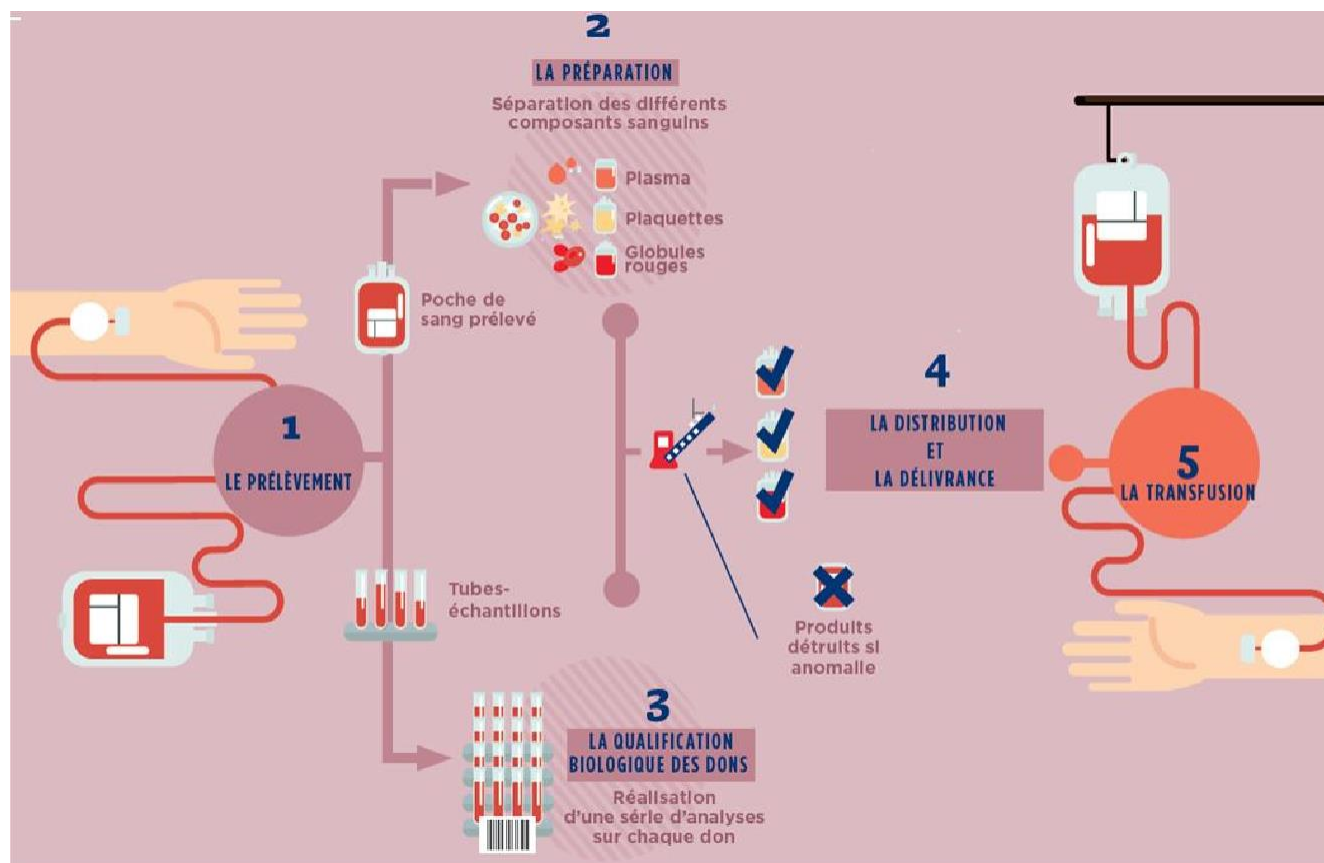 2
LA PRÉPARATION
Séparation des différents
composants sanguins
Plasma
Plaquettes
Globules
rouges
Poche de
sang prélevé
1
LE PRÉLÈVEMENT
4
LA DISTRIBUTION
ET
LA DÉLIVRANCE
5
LA TRANSFUSION
Tubes-
échantillons
Produits
détruits si
anomalie
3
LA QUALIFICATION
BIOLOGIQUE DES DONS
Réalisation
d'une série d'analyses
sur chaque don